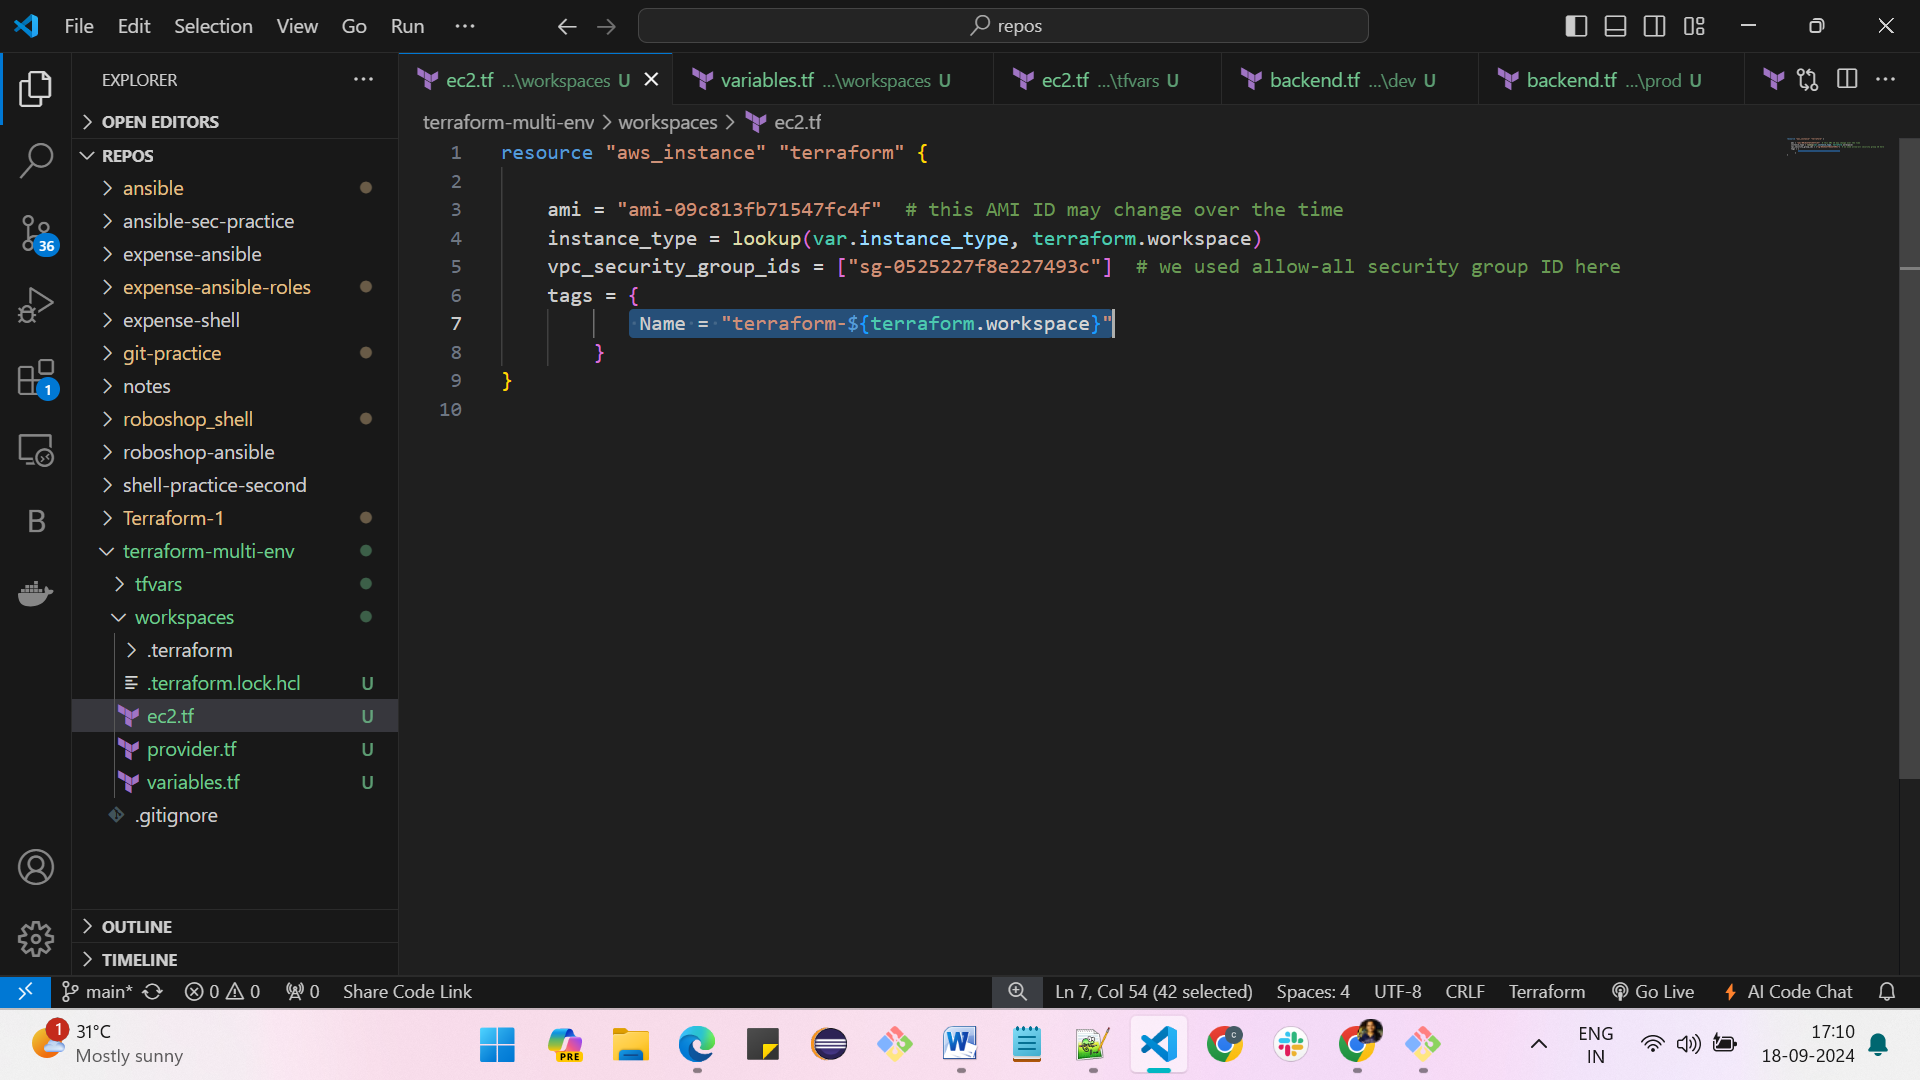 File Edit Selection View Go Run ··· repos
EXPLORER
ec2.tf ...\workspaces U
variables.tf ...\workspaces U
ec2.tf ...\tfvars U
backend.tf ...\dev U
backend.tf ...\prod U
terraform-multi-env > workspaces > ec2.tf
OPEN EDITORS
REPOS
ansible
ansible-sec-practice
expense-ansible
expense-ansible-roles
expense-shell
git-practice
notes
roboshop_shell
roboshop-ansible
shell-practice-second
Terraform-1
terraform-multi-env
tfvars
workspaces
.terraform
.terraform.lock.hcl U
ec2.tf U
provider.tf U
variables.tf U
.gitignore
OUTLINE
TIMELINE
36
1
B
1 resource "aws_instance" "terraform" {
2
3 ami = "ami-09c813fb71547fc4f" # this AMI ID may change over the time
4 instance_type = lookup(var.instance_type, terraform.workspace)
5 vpc_security_group_ids = ["sg-0525227f8e227493c"] # we used allow-all security group ID here
6 tags = {
7 Name = "terraform-${terraform.workspace}"
8 }
9 }
10
main* 0 0 0 Share Code Link Ln 7, Col 54 (42 selected) Spaces: 4 UTF-8 CRLF Terraform Go Live AI Code Chat
1 31°C
Mostly sunny
PRE
W
C
ENG
IN
17:10
18-09-2024